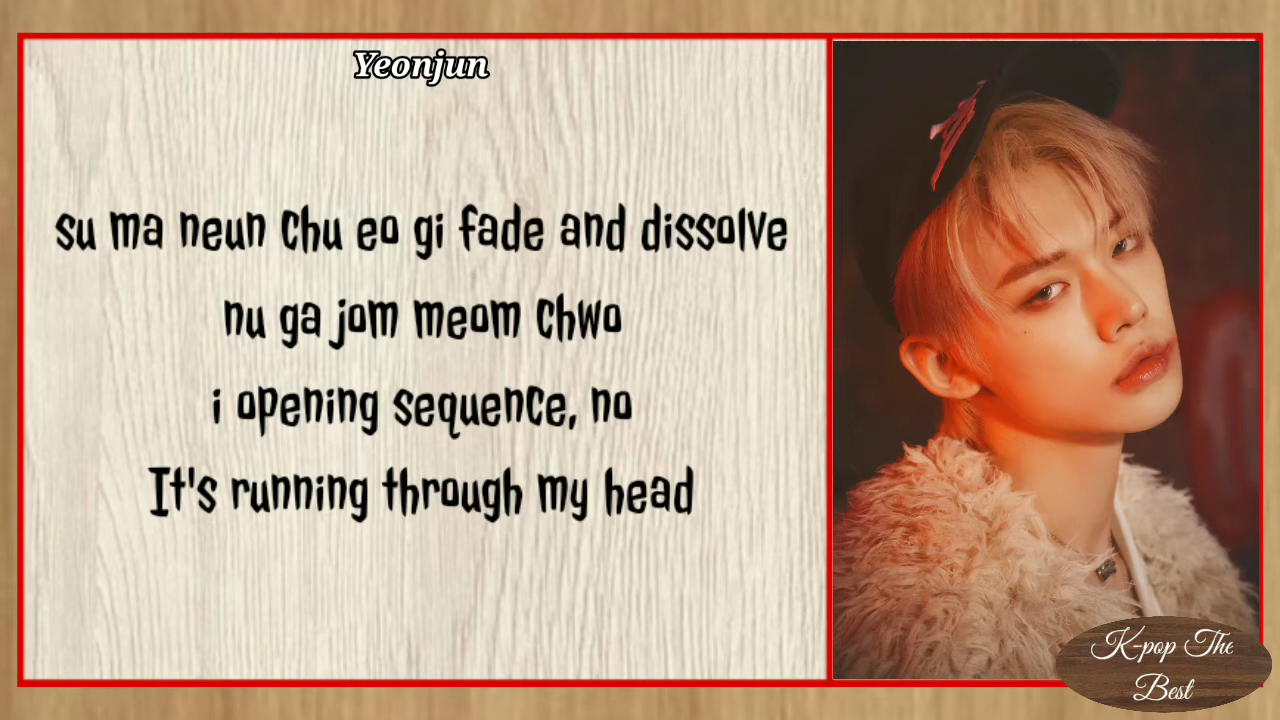 Yeonjun
su ma neun chu eo gi fade and dissolve
nu ga jom meom chwo
i opening sequence, no
It's running through my head
K-pop The
Best